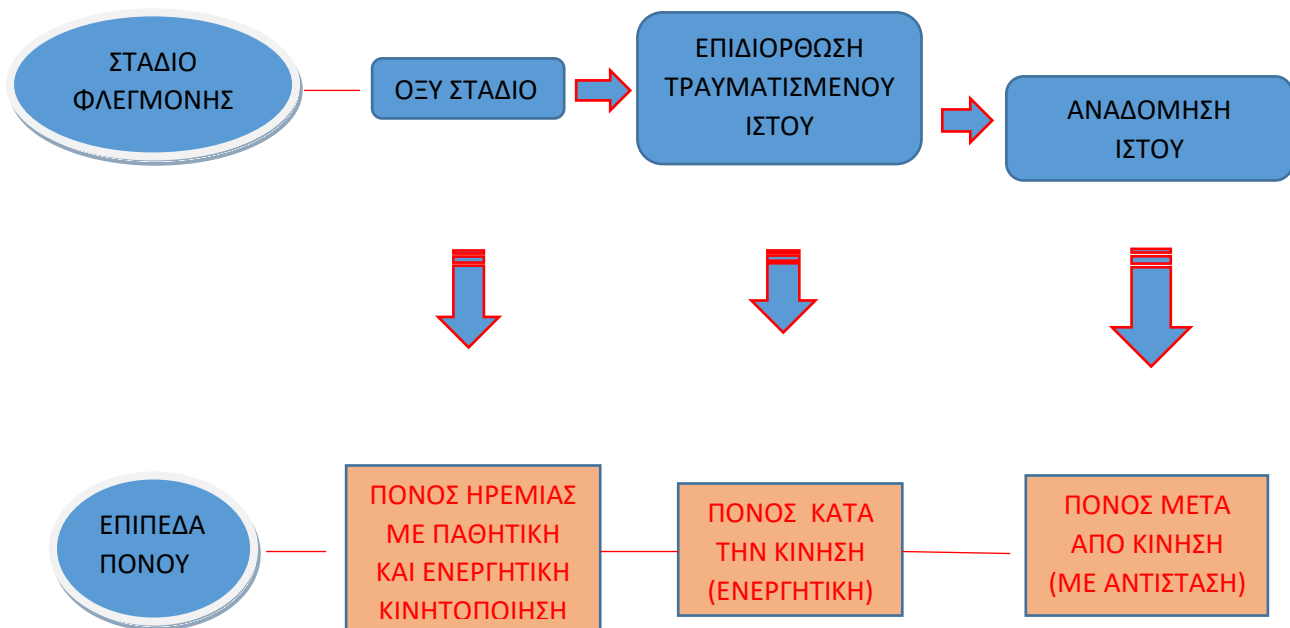 ΣΤΑΔΙΟ
ΦΛΕΓΜΟΝΗΣ
ΟΞΥ ΣΤΑΔΙΟ
ΕΠΙΔΙΟΡΘΩΣΗ
ΤΡΑΥΜΑΤΙΣΜΕΝΟΥ
ΙΣΤΟΥ
ΑΝΑΔΟΜΗΣΗ
ΙΣΤΟΥ
ΕΠΙΠΕΔΑ
ΠΟΝΟΥ
ΠΟΝΟΣ ΗΡΕΜΙΑΣ
ΜΕ ΠΑΘΗΤΙΚΗ
ΚΑΙ ΕΝΕΡΓΗΤΙΚΗ
ΚΙΝΗΤΟΠΟΙΗΣΗ
ΠΟΝΟΣ ΚΑΤΑ
ΤΗΝ ΚΙΝΗΣΗ
(ΕΝΕΡΓΗΤΙΚΗ)
ΠΟΝΟΣ ΜΕΤΑ
ΑΠΟ ΚΙΝΗΣΗ
(ΜΕ ΑΝΤΙΣΤΑΣΗ)